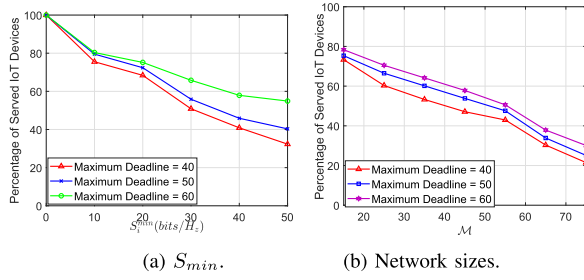 Percentage of Served IoT Devices
100
80
60
40
20
0
Maximum Deadline = 40
Maximum Deadline = 50
Maximum Deadline = 60
0 10 20 30 40 50
S_i^{min}(bits/H_z)
(a) S_{min}.
Percentage of Served IoT Devices
100
80
60
40
20
0
Maximum Deadline = 40
Maximum Deadline = 50
Maximum Deadline = 60
20 30 40 50 60 70
M
(b) Network sizes.